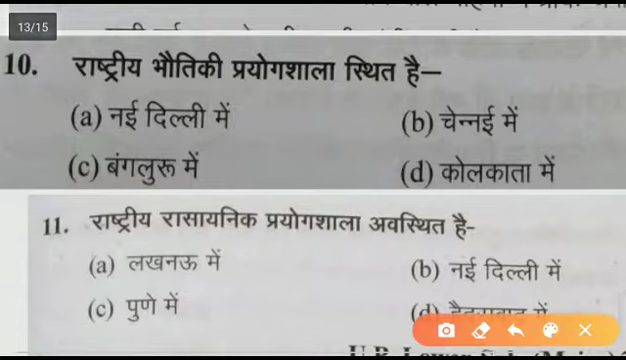 13/15
10. राष्ट्रीय भौतिकी प्रयोगशाला स्थित है–
(a) नई दिल्ली में (b) चेन्नई में
(c) बंगलुरू में (d) कोलकाता में
11. राष्ट्रीय रासायनिक प्रयोगशाला अवस्थित है-
(a) लखनऊ में (b) नई दिल्ली में
(c) पुणे में (d) में